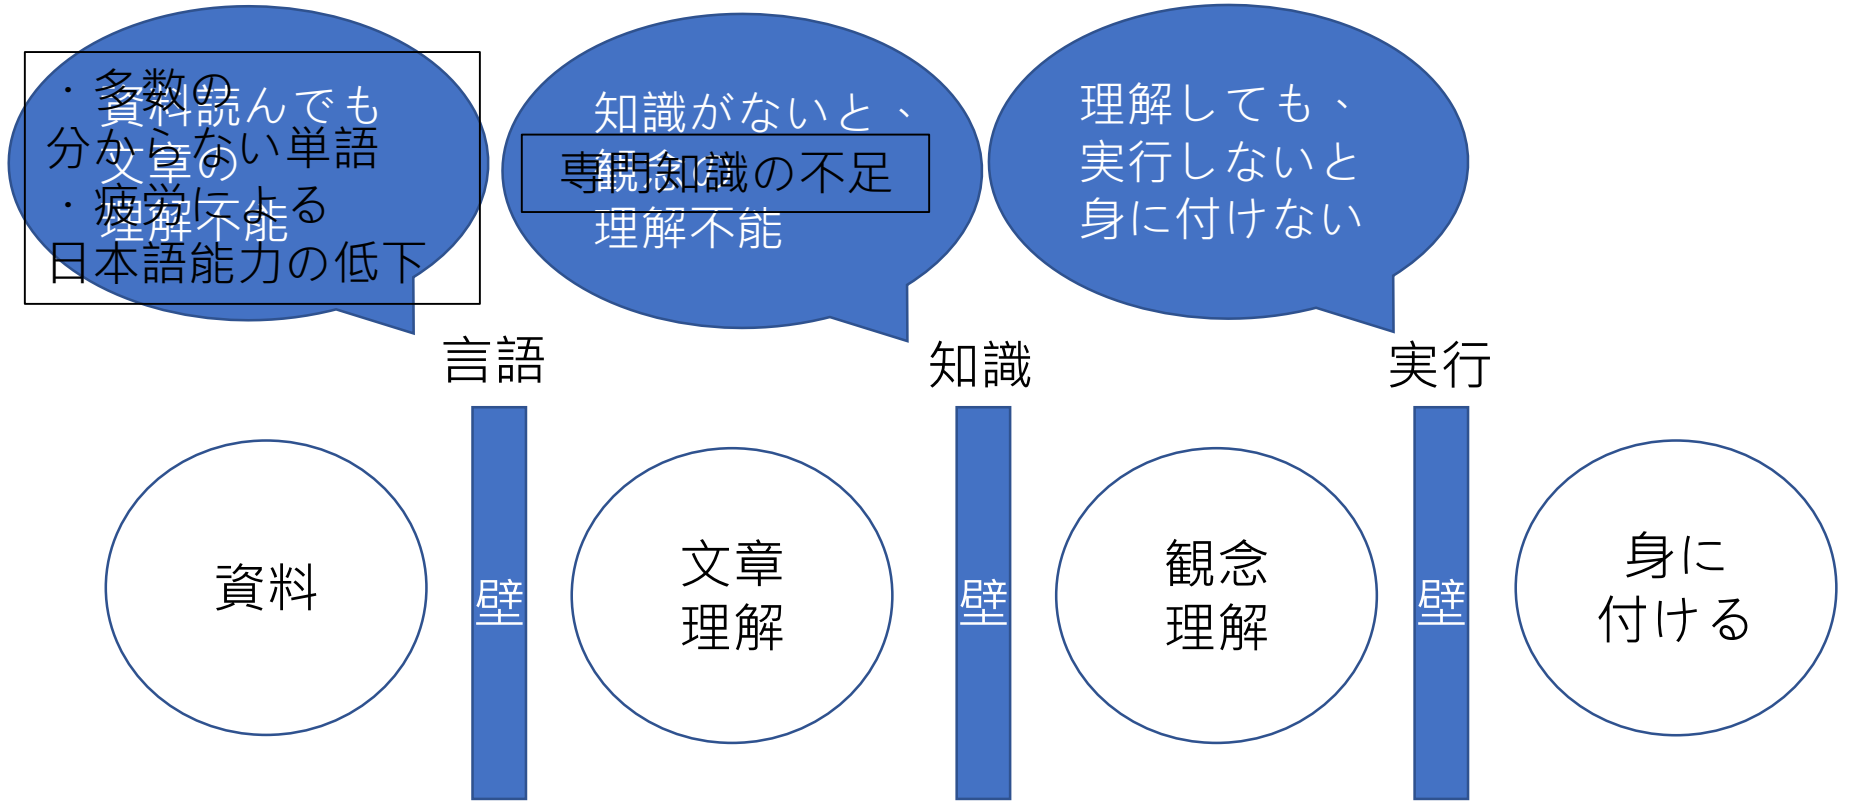 資料読んでも
文章の
理解不能
・多数の
分からない単語
・疲労による
日本語能力の低下
知識がないと、
観念の
理解不能
専門知識の不足
理解しても、
実行しないと
身に付けない
言語
知識
実行
資料
壁
文章
理解
壁
観念
理解
壁
身に
付ける